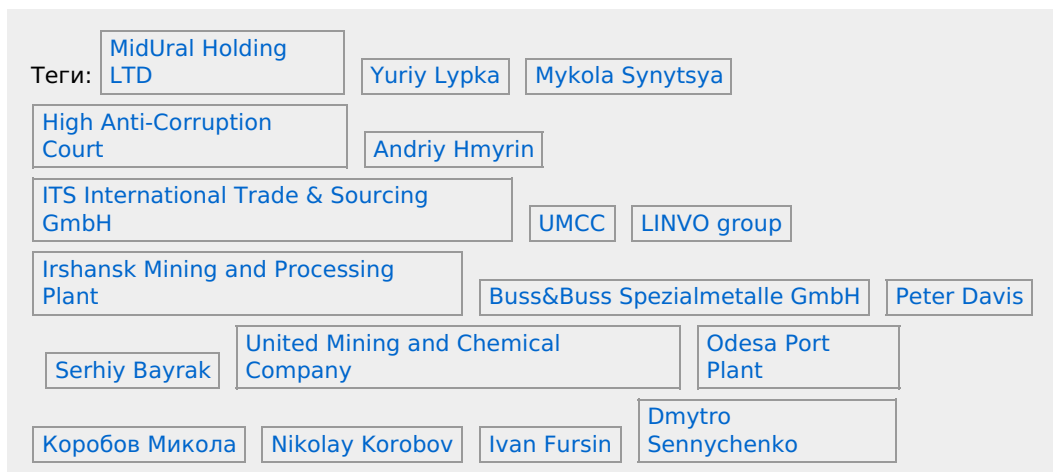 Теги: MidUral Holding LTD Yuriy Lypka Mykola Synytsya
High Anti-Corruption Court Andriy Hmyrin
ITS International Trade & Sourcing GmbH UMCC LINVO group
Irshansk Mining and Processing Plant Buss&Buss Spezialmetalle GmbH Peter Davis
Serhiy Bayrak United Mining and Chemical Company Odesa Port Plant
Коробов Микола Nikolay Korobov Ivan Fursin Dmytro Sennychenko